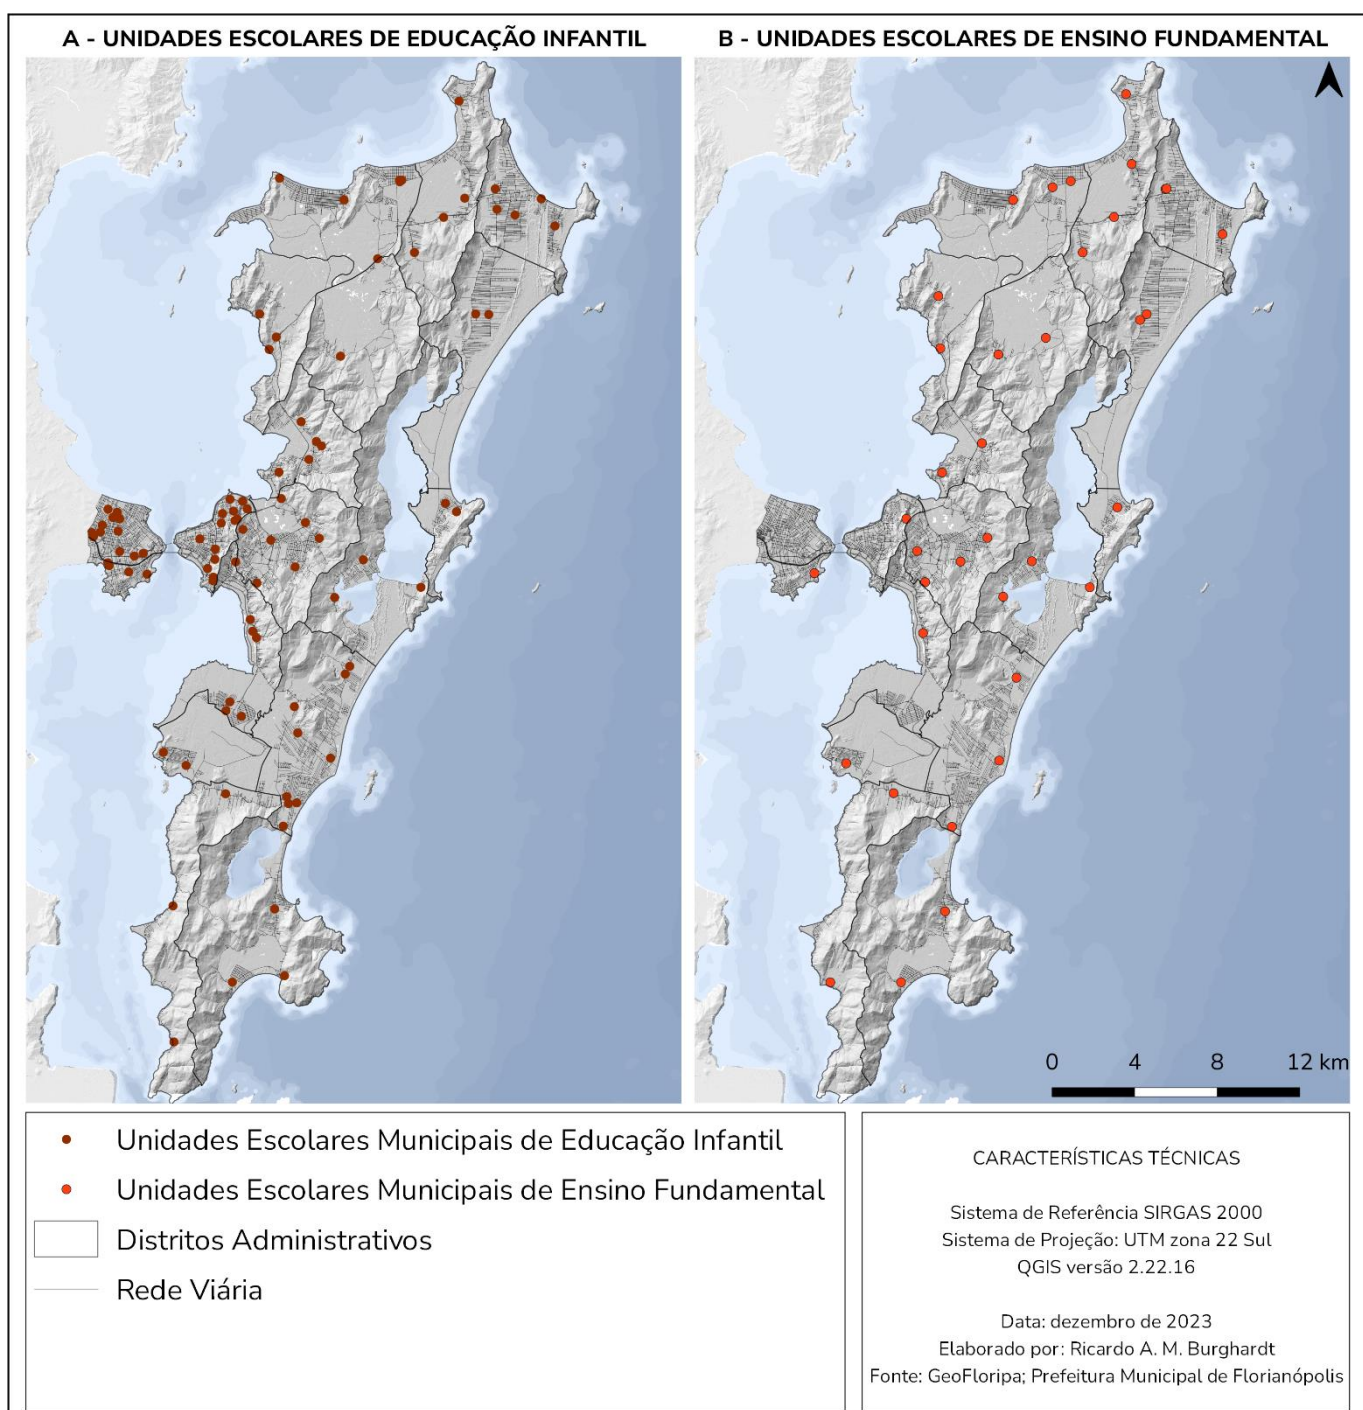 A - UNIDADES ESCOLARES DE EDUCAÇÃO INFANTIL
B - UNIDADES ESCOLARES DE ENSINO FUNDAMENTAL
0 4 8 12 km
Unidades Escolares Municipais de Educação Infantil
Unidades Escolares Municipais de Ensino Fundamental
Distritos Administrativos
Rede Viária
CARACTERÍSTICAS TÉCNICAS
Sistema de Referência SIRGAS 2000
Sistema de Projeção: UTM zona 22 Sul
QGIS versão 2.22.16
Data: dezembro de 2023
Elaborado por: Ricardo A. M. Burghardt
Fonte: GeoFloripa; Prefeitura Municipal de Florianópolis